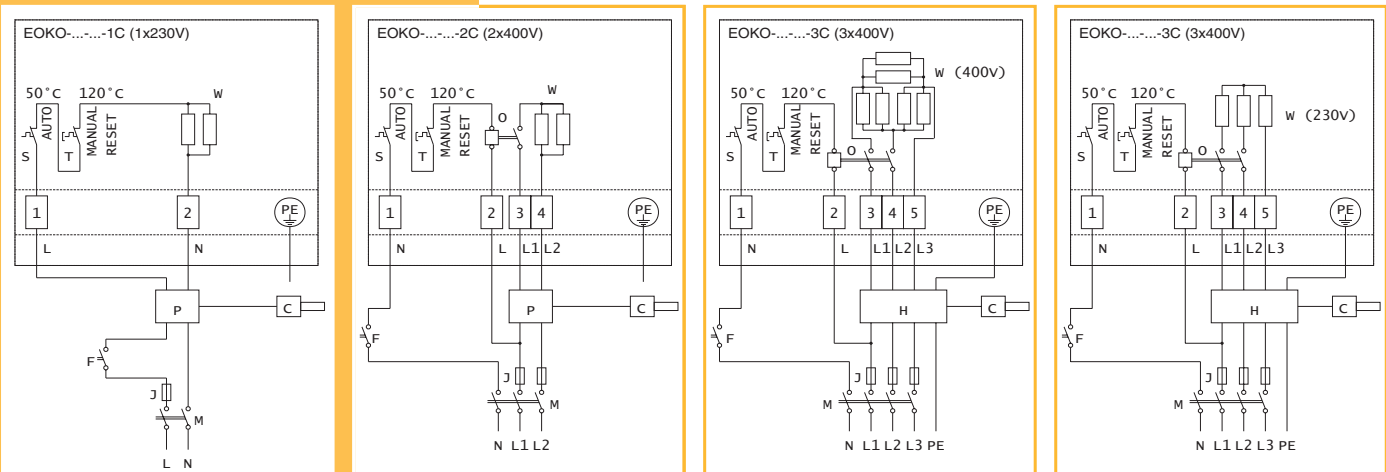 EOKO-...-...-1C (1x230V)
50°c 120°c W
AUTO
MANUAL
RESET
S T
1 2 PE
L N
P C
F
J
M
L N
EOKO-...-...-2C (2x400V)
50°c 120°c W
O
AUTO
MANUAL
RESET
S T
1 2 3 4 PE
N L L1 L2
P C
F
J
M
N L1 L2
EOKO-...-...-3C (3x400V)
W (400V)
50°c 120°c
AUTO
MANUAL
RESET
O
S T
1 2 3 4 5 PE
N L L1 L2 L3
H C
F
J
M
N L1 L2 L3 PE
EOKO-...-...-3C (3x400V)
50°c 120°c
W (230V)
AUTO
MANUAL
RESET
O
S T
1 2 3 4 5 PE
N L L1 L2 L3
H C
F
J
M
N L1 L2 L3 PE